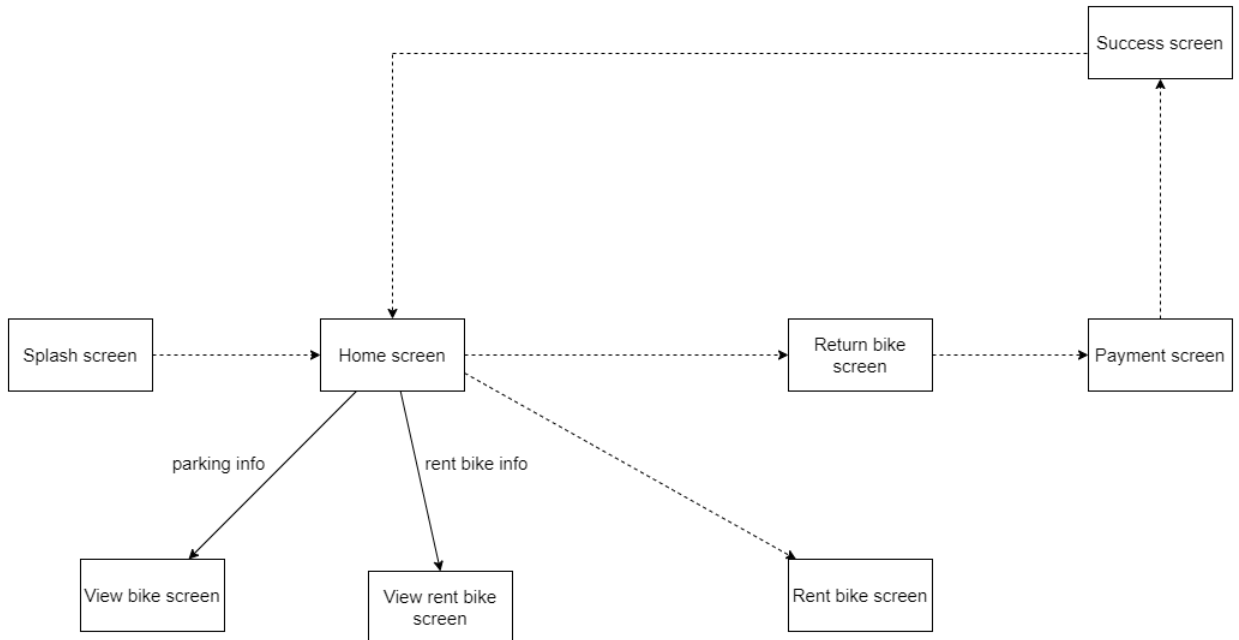 Success screen
Splash screen
Home screen
Return bike
screen
Payment screen
parking info
rent bike info
View bike screen
View rent bike
screen
Rent bike screen